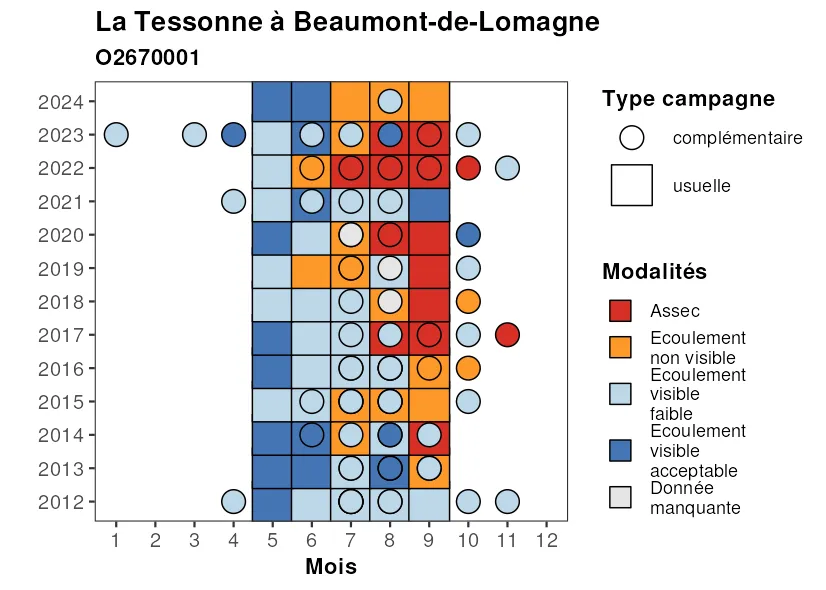 La Tessonne à Beaumont-de-Lomagne
O2670001
2024
2023
2022
2021
2020
2019
2018
2017
2016
2015
2014
2013
2012
1 2 3 4 5 6 7 8 9 10 11 12
Mois
Type campagne
complémentaire
usuelle
Modalités
Assec
Ecoulement
non visible
Ecoulement
visible
faible
Ecoulement
visible
acceptable
Donnée
manquante